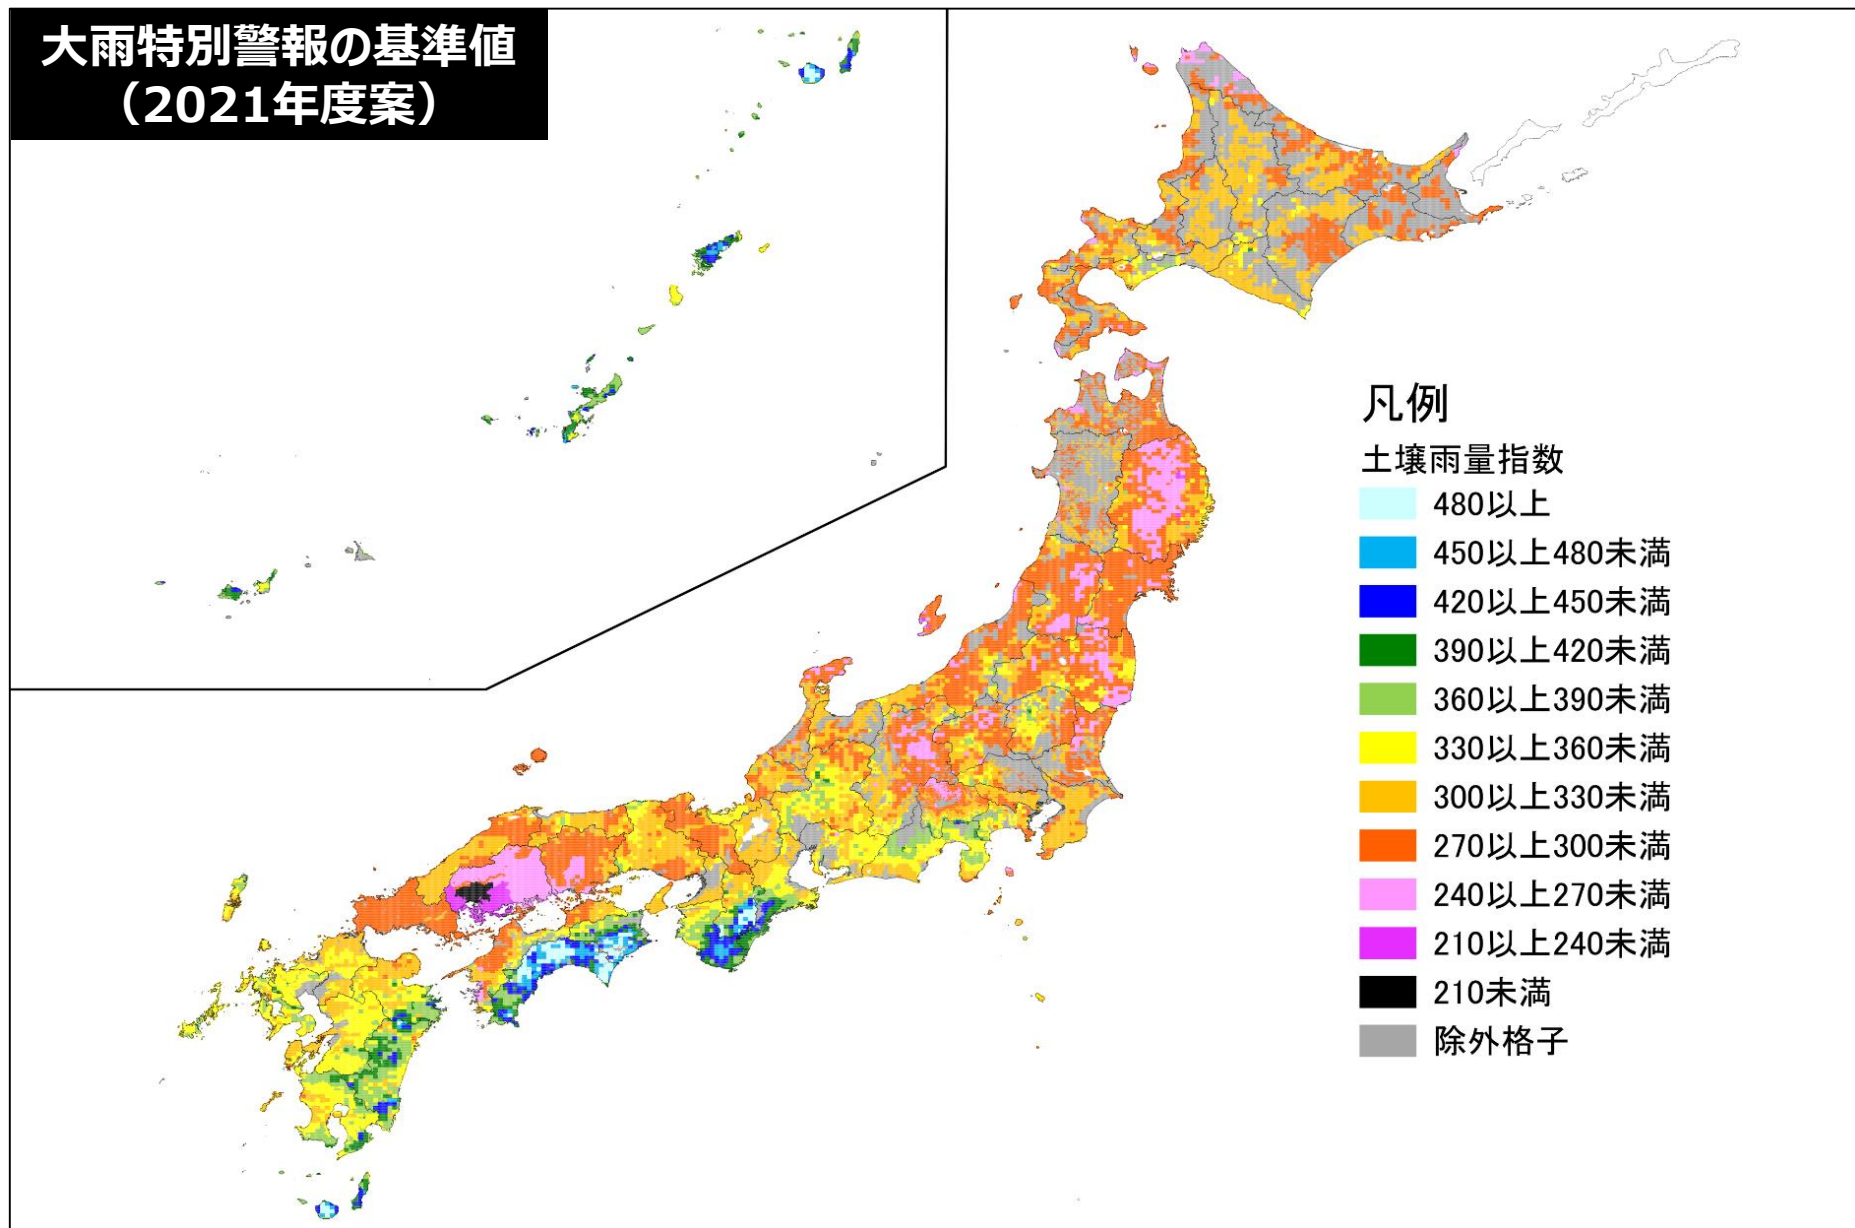 大雨特別警報の基準値
（2021年度案）
凡例
土壌雨量指数
480以上
450以上480未満
420以上450未満
390以上420未満
360以上390未満
330以上360未満
300以上330未満
270以上300未満
240以上270未満
210以上240未満
210未満
除外格子